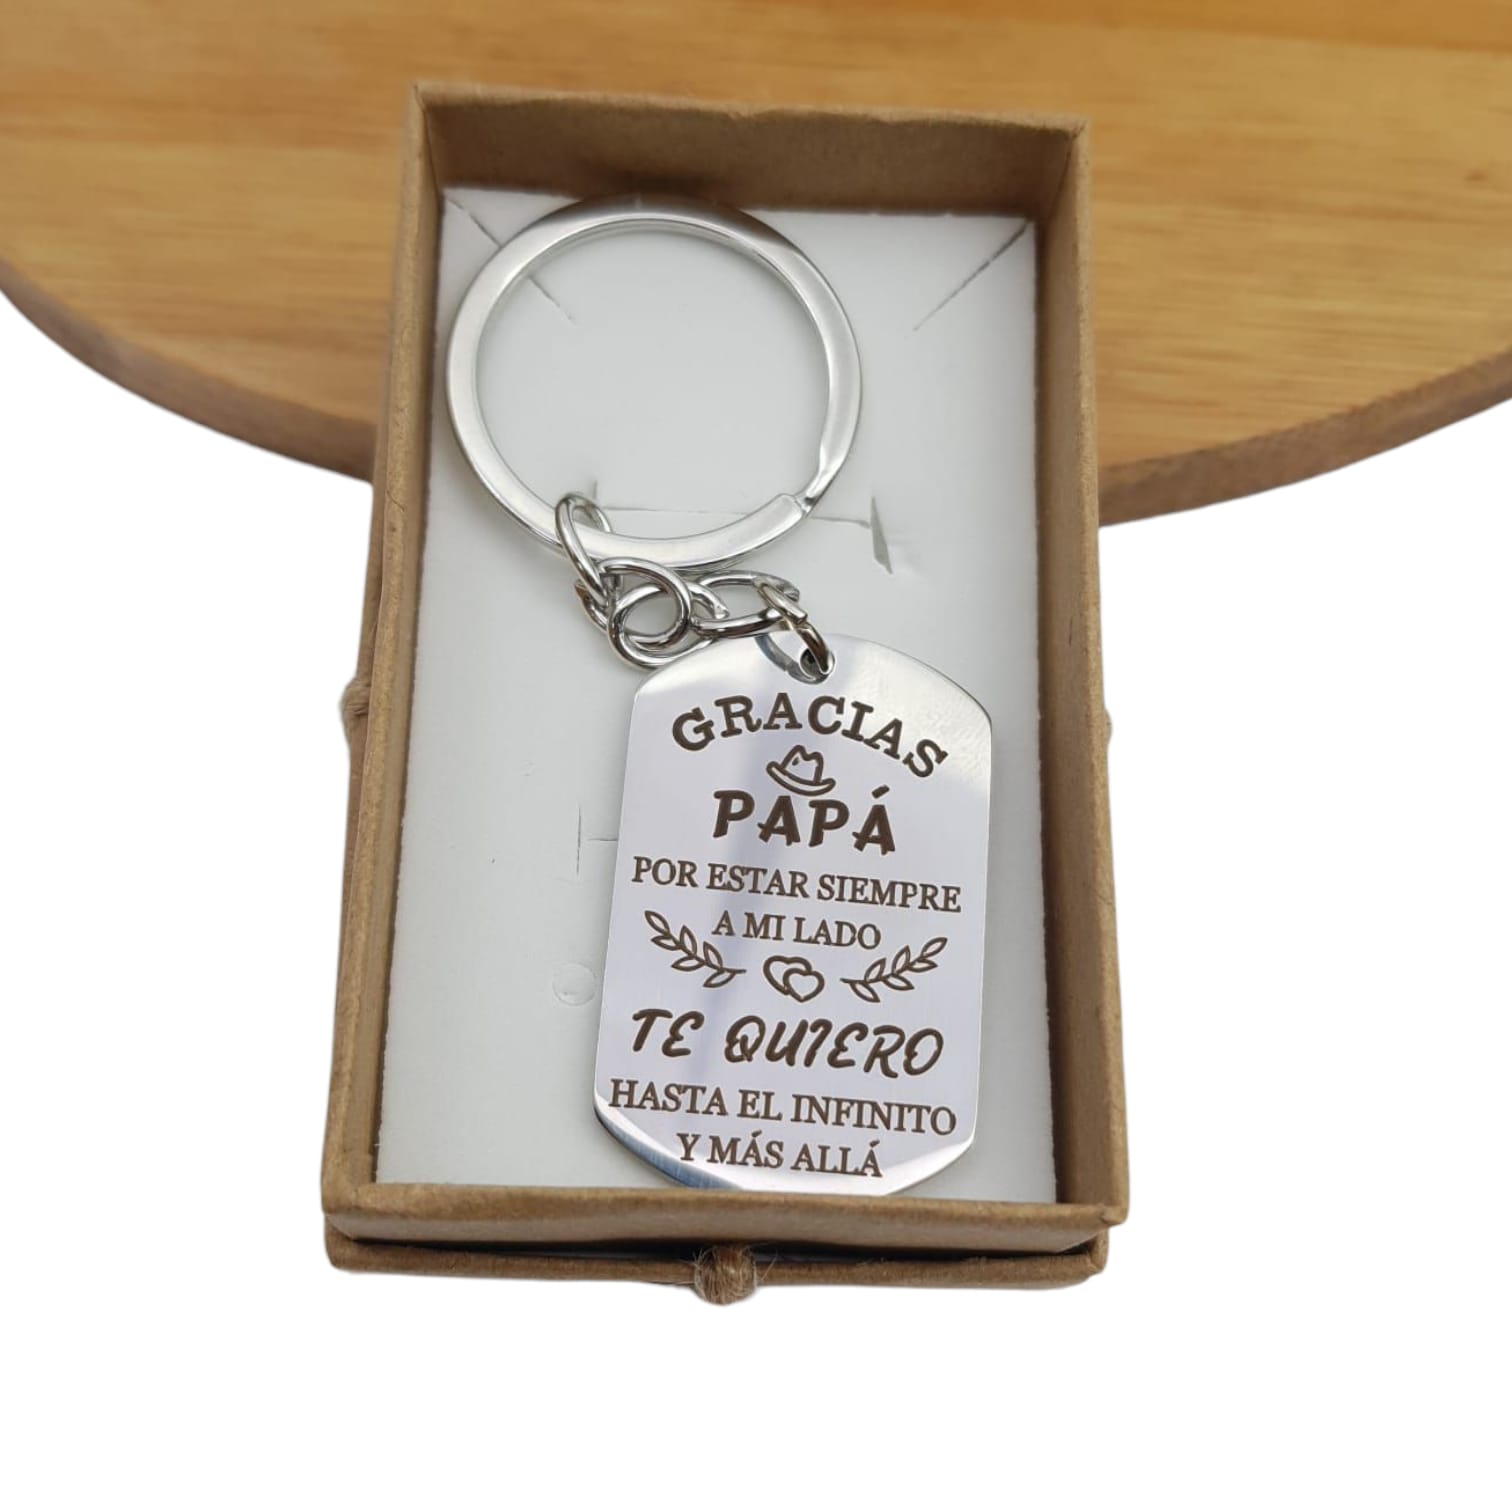 GRACIAS
PAPÁ
POR ESTAR SIEMPRE
A MI LADO
TE QUIERO
HASTA EL INFINITO
Y MÁS ALLÁ